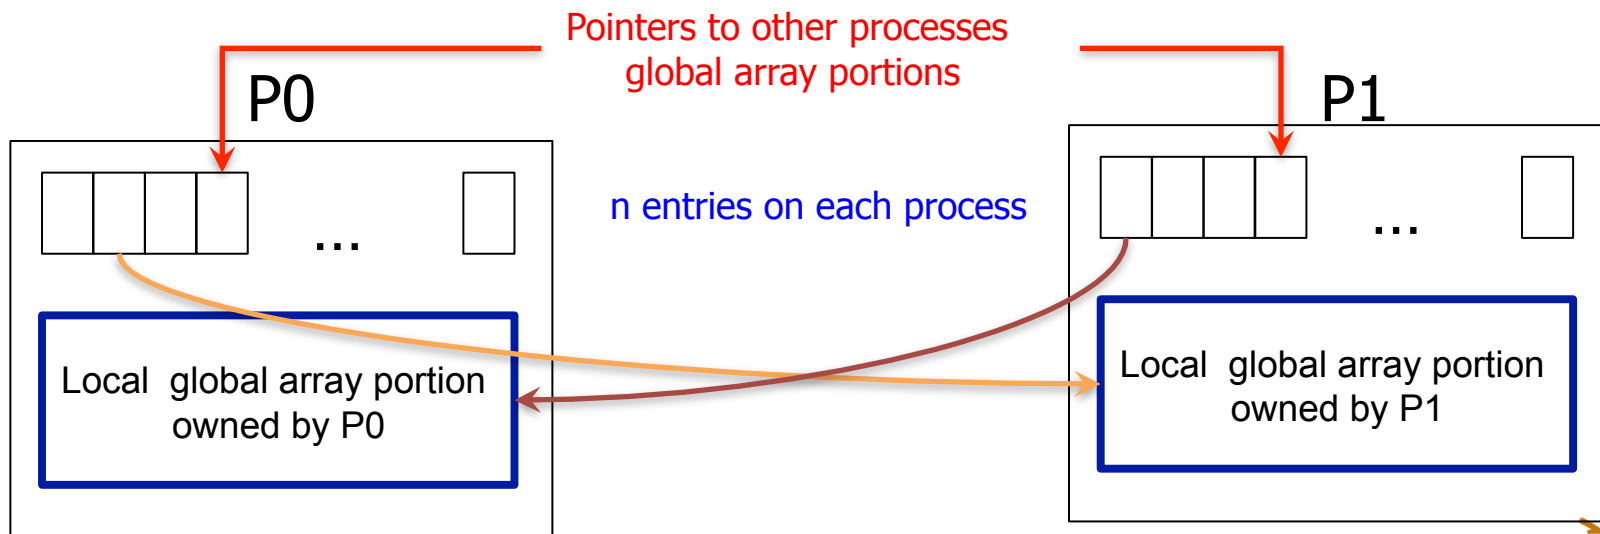 Pointers to other processes
global array portions
P0
P1
n entries on each process
...
...
Local global array portion
owned by P0
Local global array portion
owned by P1